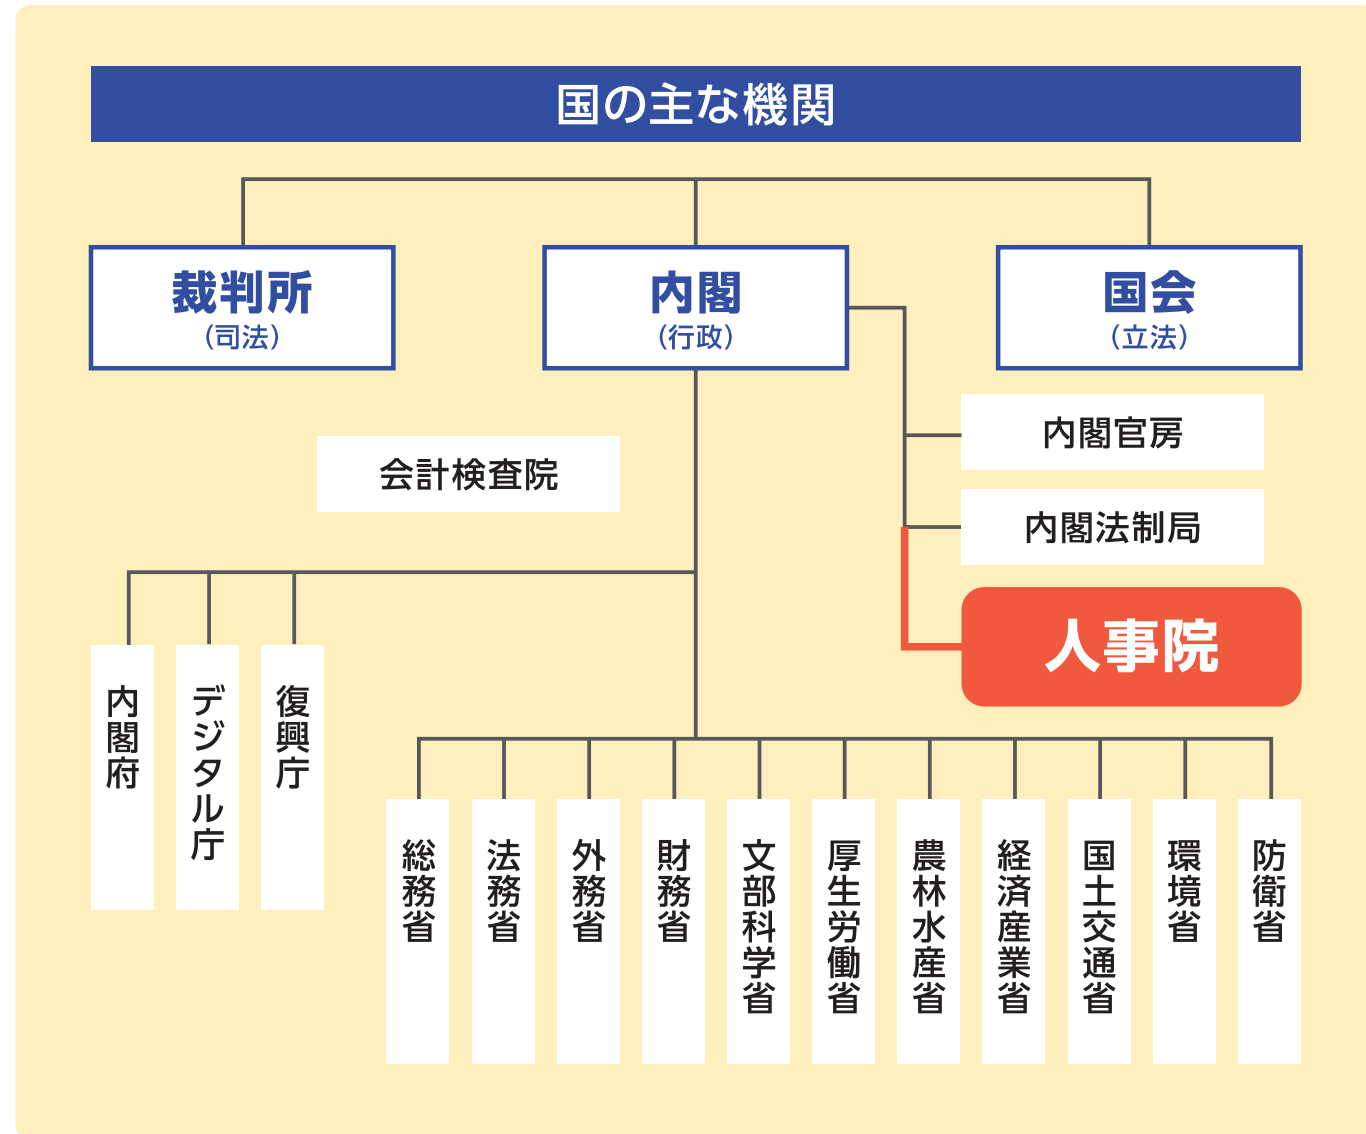 国の主な機関
裁判所
（司法）
内閣
（行政）
国会
（立法）
内閣官房
会計検査院
内閣法制局
人事院
内閣府
デジタル庁
復興庁
総務省
法務省
外務省
財務省
文部科学省
厚生労働省
農林水産省
経済産業省
国土交通省
環境省
防衛省